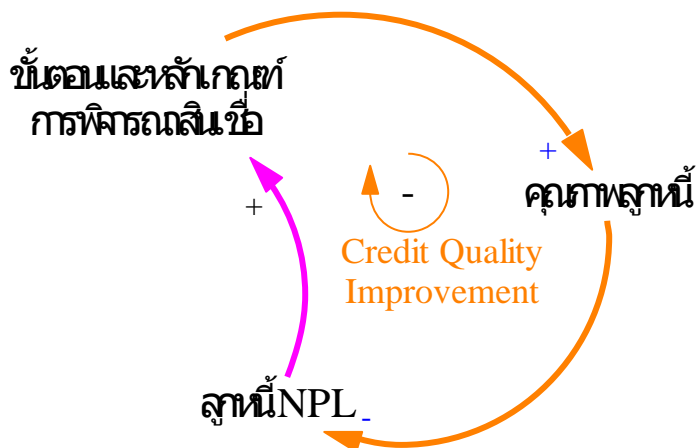 ขั้นตอนและหลักเกณฑ์
การพิจารณาสินเชื่อ
+
คุณภาพลูกหนี้
+
-
Credit Quality
Improvement
ลูกหนี้ NPL -